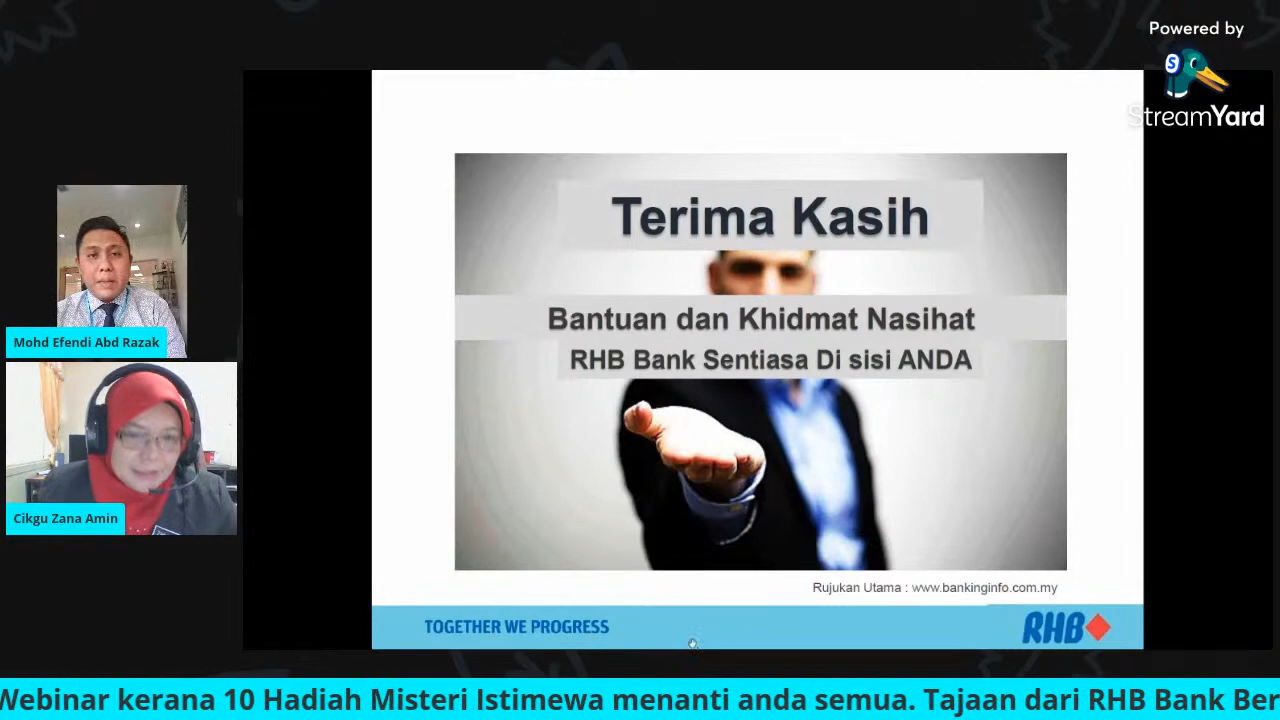 Powered by
S
StreamYard
Terima Kasih
Bantuan dan Khidmat Nasihat
RHB Bank Sentiasa Di sisi ANDA
Mohd Efendi Abd Razak
Cikgu Zana Amin
Rujukan Utama : www.bankinginfo.com.my
TOGETHER WE PROGRESS
RHB
Webinar kerana 10 Hadiah Misteri Istimewa menanti anda semua. Tajaan dari RHB Bank Ber